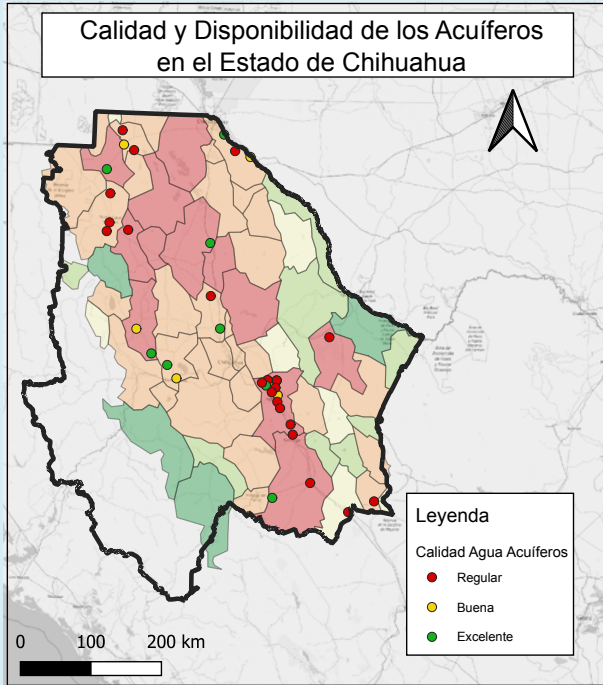 Calidad y Disponibilidad de los Acuíferos
en el Estado de Chihuahua
Leyenda
Calidad Agua Acuíferos
Regular
Buena
Excelente
0 100 200 km